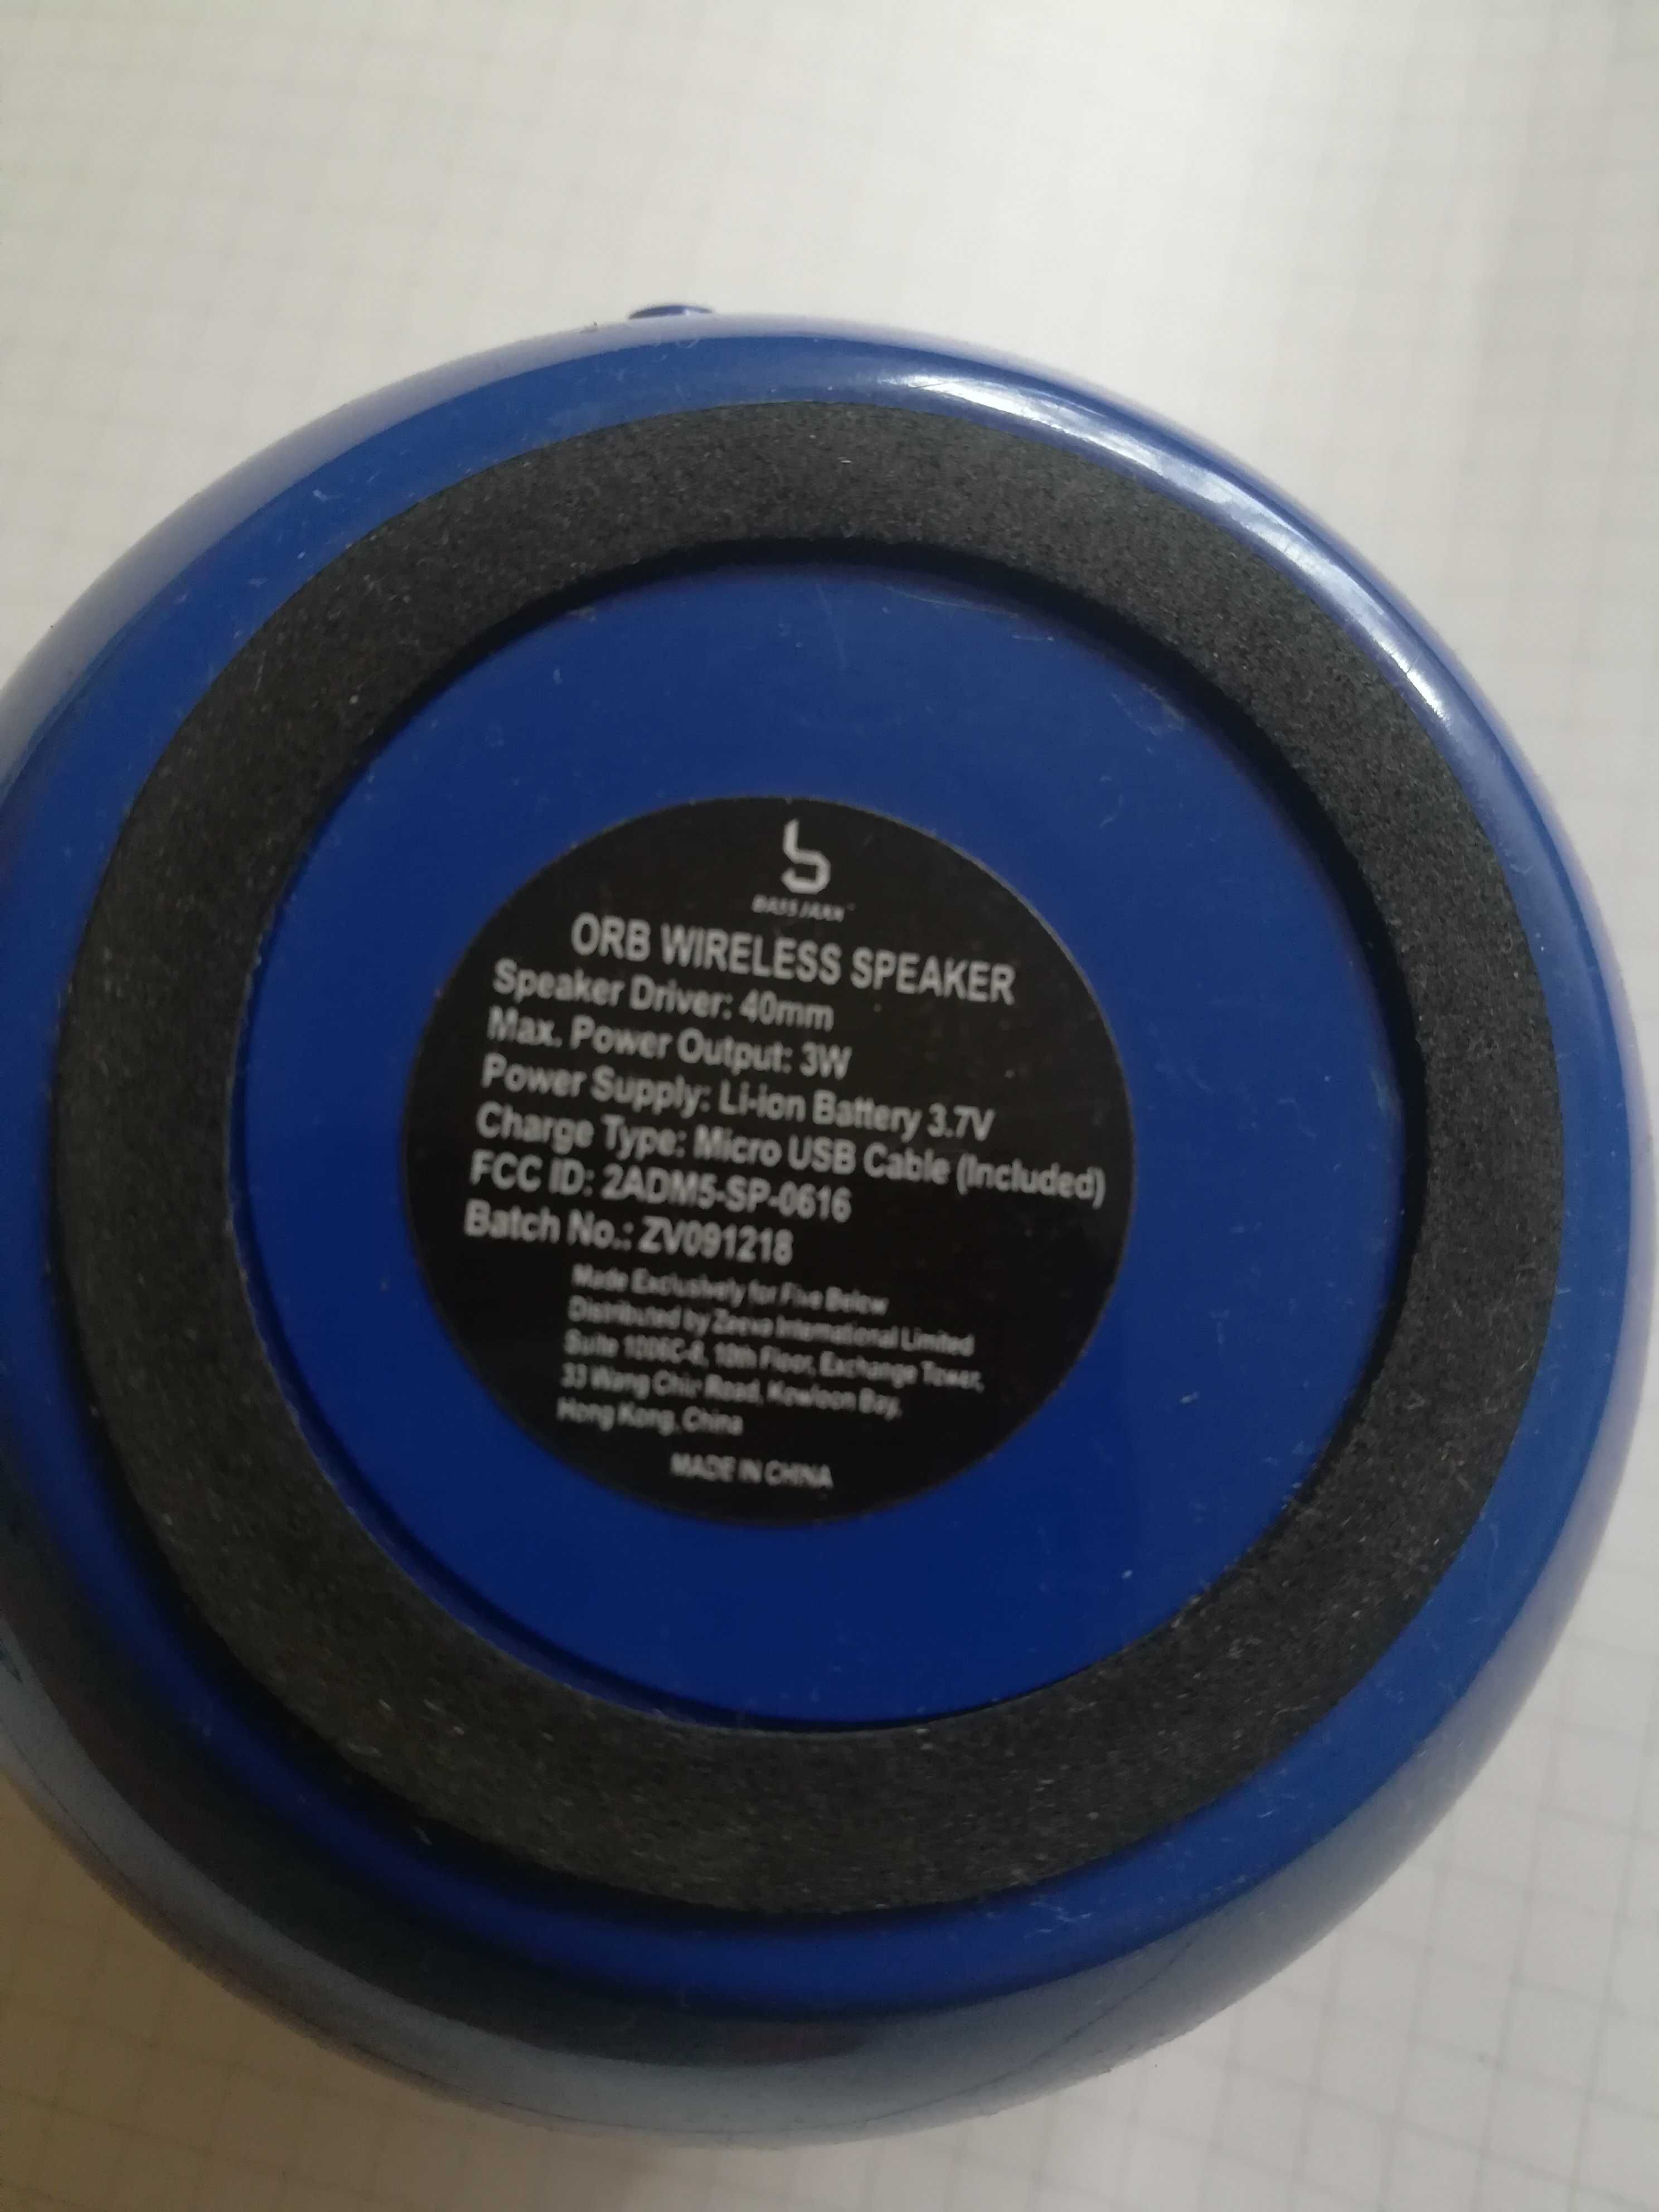 BASS JAXX
ORB WIRELESS SPEAKER
Speaker Driver: 40mm
Max. Power Output: 3W
Power Supply: Li-ion Battery 3.7V
Charge Type: Micro USB Cable (Included)
FCC ID: 2ADM5-SP-0616
Batch No.: ZV091218
Made Exclusively for Five Below
Distributed by Zeeva International Limited
Suite 10th Floor, Exchange Tower,
33 Wang Chiu Road, Kowloon Bay,
Hong Kong, China
MADE IN CHINA